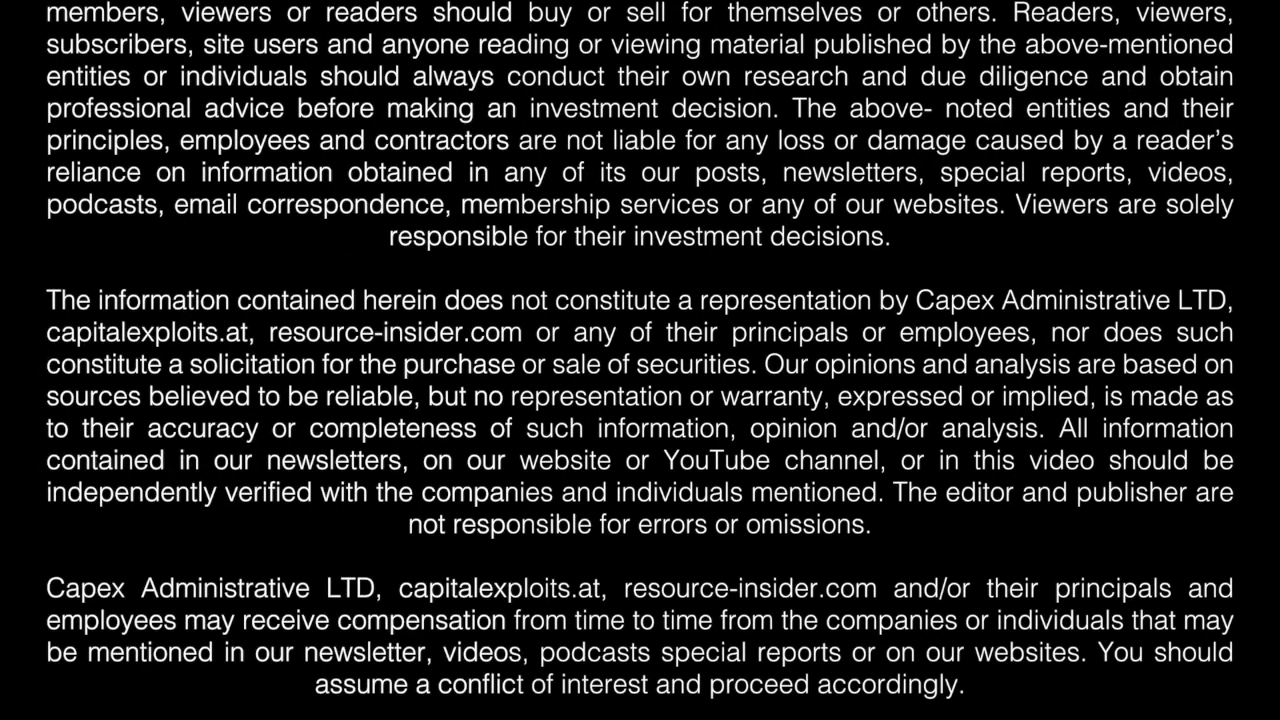 members, viewers or readers should buy or sell for themselves or others. Readers, viewers,
subscribers, site users and anyone reading or viewing material published by the above-mentioned
entities or individuals should always conduct their own research and due diligence and obtain
professional advice before making an investment decision. The above- noted entities and their
principles, employees and contractors are not liable for any loss or damage caused by a reader’s
reliance on information obtained in any of its our posts, newsletters, special reports, videos,
podcasts, email correspondence, membership services or any of our websites. Viewers are solely
responsible for their investment decisions.
The information contained herein does not constitute a representation by Capex Administrative LTD,
capitalexploits.at, resource-insider.com or any of their principals or employees, nor does such
constitute a solicitation for the purchase or sale of securities. Our opinions and analysis are based on
sources believed to be reliable, but no representation or warranty, expressed or implied, is made as
to their accuracy or completeness of such information, opinion and/or analysis. All information
contained in our newsletters, on our website or YouTube channel, or in this video should be
independently verified with the companies and individuals mentioned. The editor and publisher are
not responsible for errors or omissions.
Capex Administrative LTD, capitalexploits.at, resource-insider.com and/or their principals and
employees may receive compensation from time to time from the companies or individuals that may
be mentioned in our newsletter, videos, podcasts special reports or on our websites. You should
assume a conflict of interest and proceed accordingly.